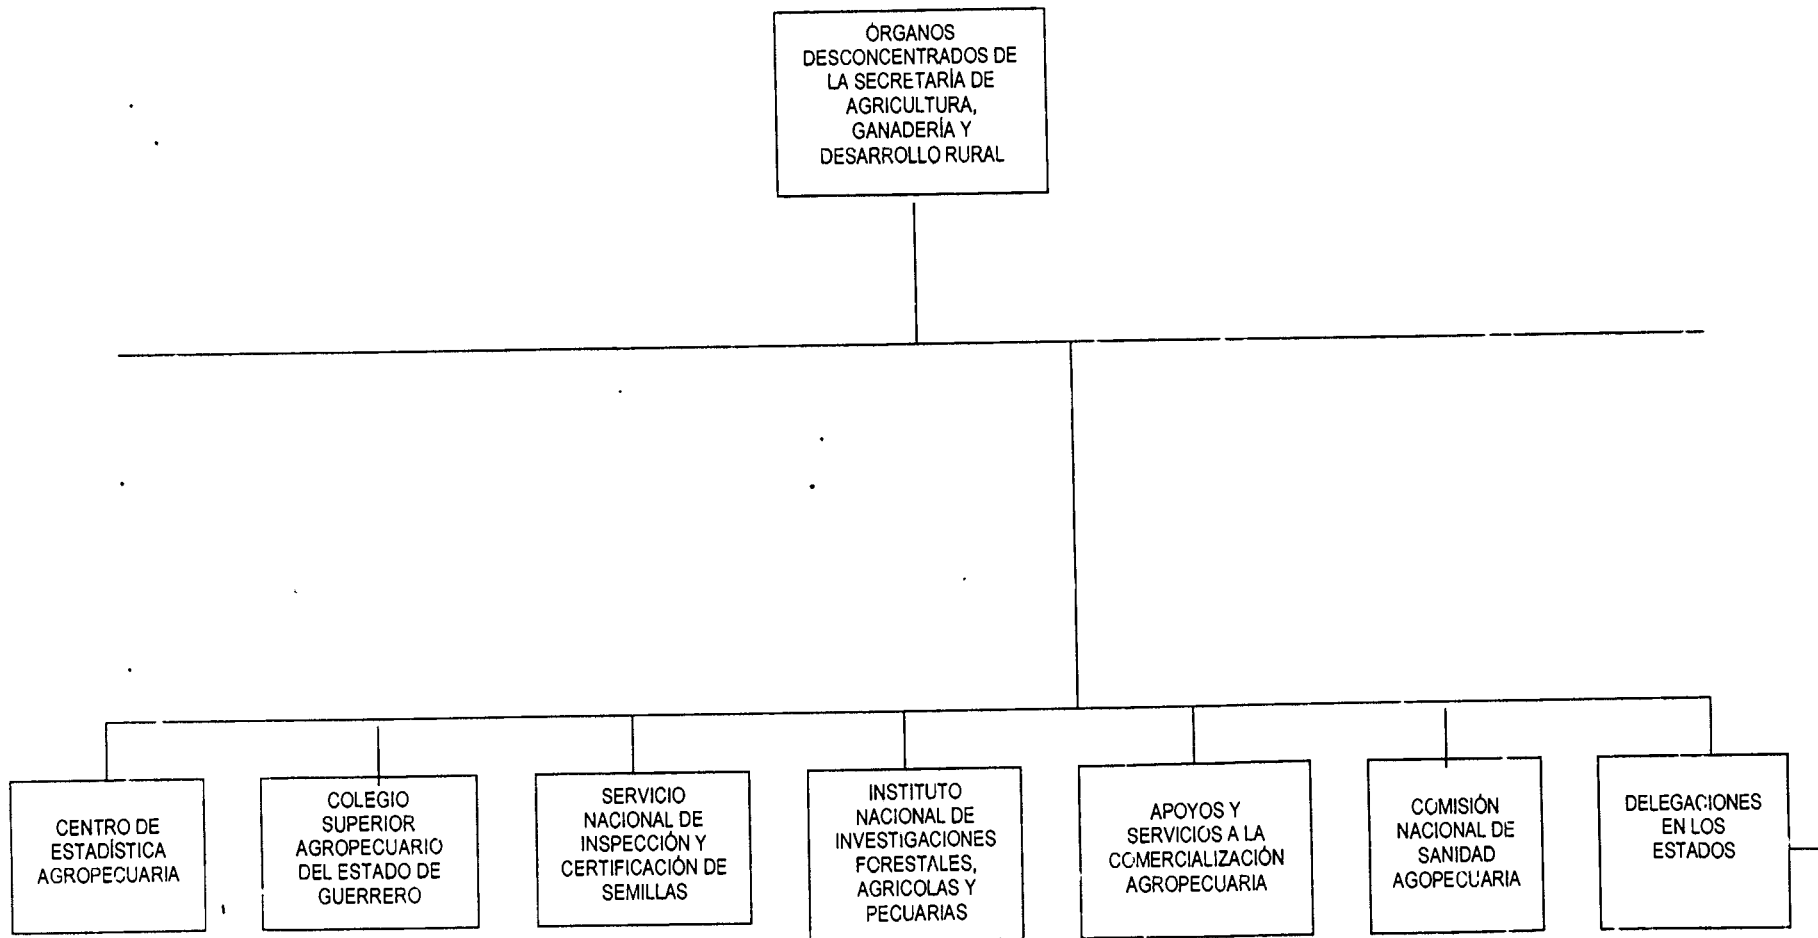 ÓRGANOS
DESCONCENTRADOS DE
LA SECRETARÍA DE
AGRICULTURA,
GANADERÍA Y
DESARROLLO RURAL
CENTRO DE
ESTADÍSTICA
AGROPECUARIA
COLEGIO
SUPERIOR
AGROPECUARIO
DEL ESTADO DE
GUERRERO
SERVICIO
NACIONAL DE
INSPECCIÓN Y
CERTIFICACIÓN DE
SEMILLAS
INSTITUTO
NACIONAL DE
INVESTIGACIONES
FORESTALES,
AGRICOLAS Y
PECUARIAS
APOYOS Y
SERVICIOS A LA
COMERCIALIZACIÓN
AGROPECUARIA
COMISIÓN
NACIONAL DE
SANIDAD
AGOPECUARIA
DELEGACIONES
EN LOS
ESTADOS